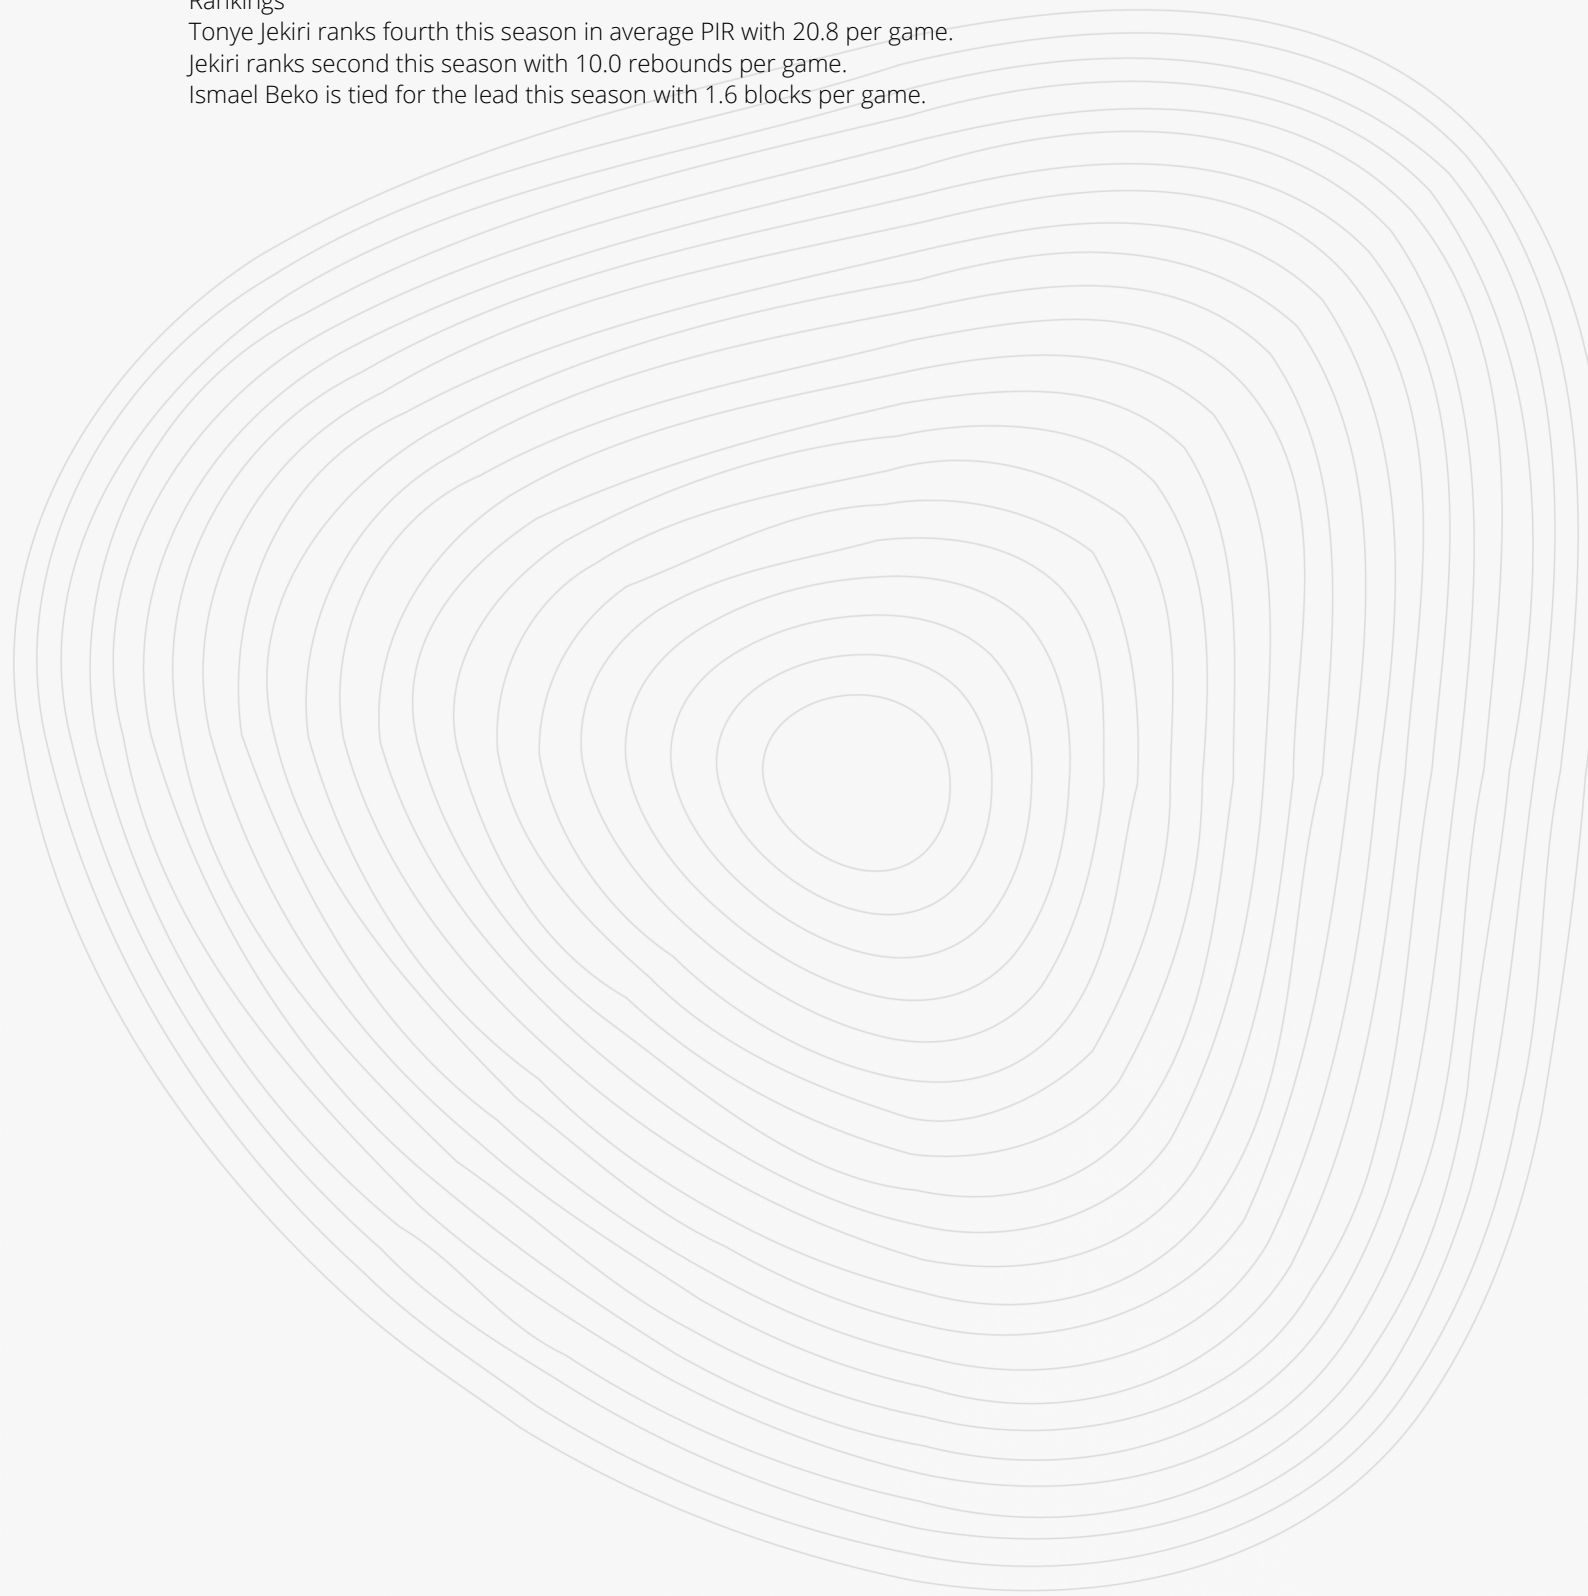 Rankings
Tonye Jekiri ranks fourth this season in average PIR with 20.8 per game.
Jekiri ranks second this season with 10.0 rebounds per game.
Ismael Beko is tied for the lead this season with 1.6 blocks per game.